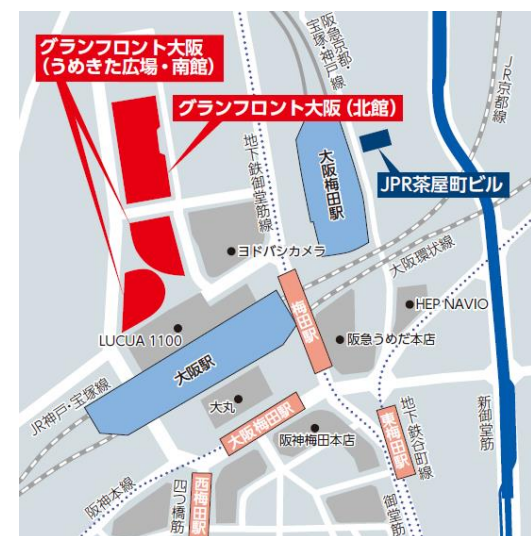 グランフロント大阪
（うめきた広場・南館）
グランフロント大阪（北館）
阪急京都・
宝塚・神戸線
JR京都線
地下鉄御堂筋線
大阪梅田駅
JPR茶屋町ビル
ヨドバシカメラ
大阪環状線
梅田駅
HEP NAVIO
LUCUA 1100
阪急うめだ本店
大阪駅
JR神戸・宝塚線
大丸
大阪梅田駅
阪神梅田本店
東梅田駅
地下鉄谷町線
新御堂筋
阪神本線
四つ橋筋
西梅田駅
御堂筋